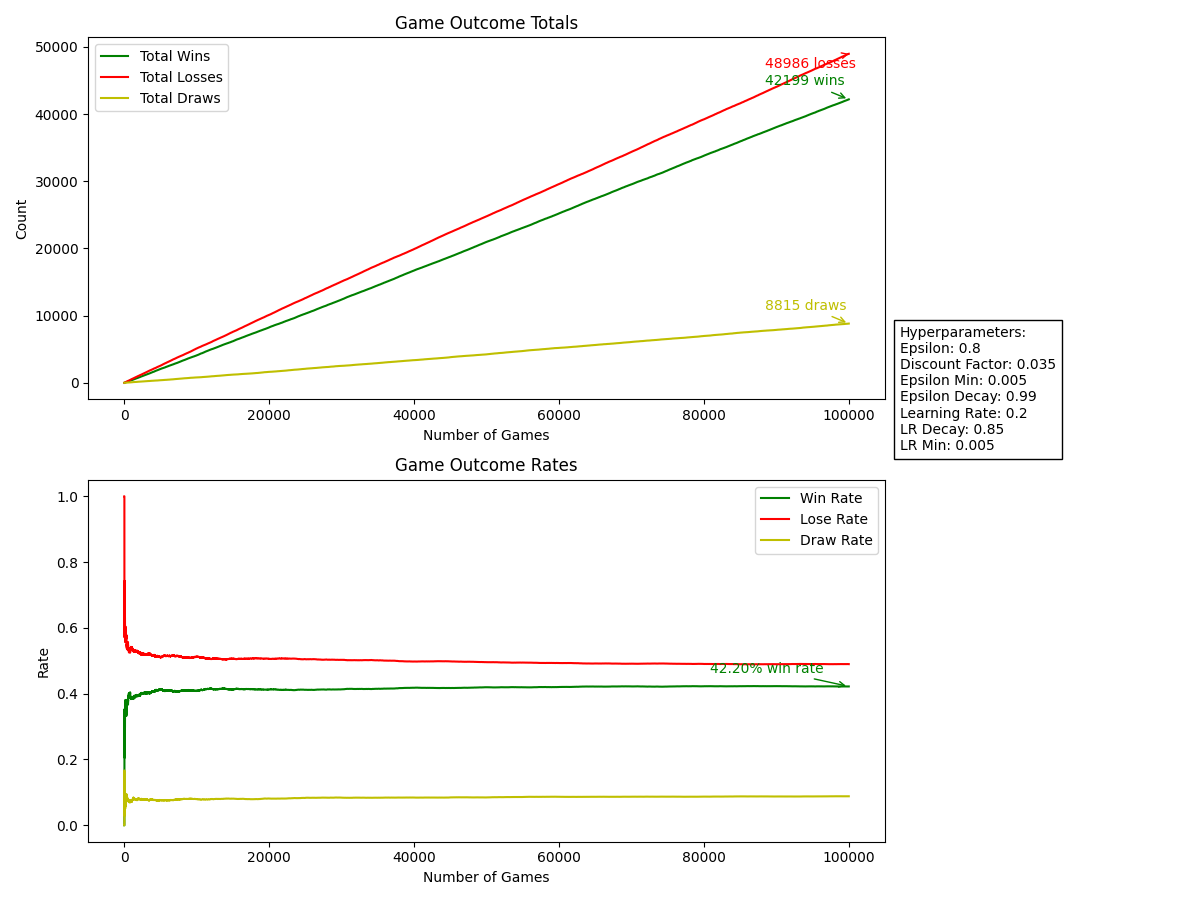 Game Outcome Totals
50000
40000
30000
20000
10000
0
Count
Total Wins
Total Losses
Total Draws
48986 losses
42199 wins
8815 draws
0
20000
40000
60000
80000
100000
Number of Games
Hyperparameters:
Epsilon: 0.8
Discount Factor: 0.035
Epsilon Min: 0.005
Epsilon Decay: 0.99
Learning Rate: 0.2
LR Decay: 0.85
LR Min: 0.005
Game Outcome Rates
1.0
0.8
0.6
0.4
0.2
0.0
Rate
Win Rate
Lose Rate
Draw Rate
42.20% win rate
0
20000
40000
60000
80000
100000
Number of Games